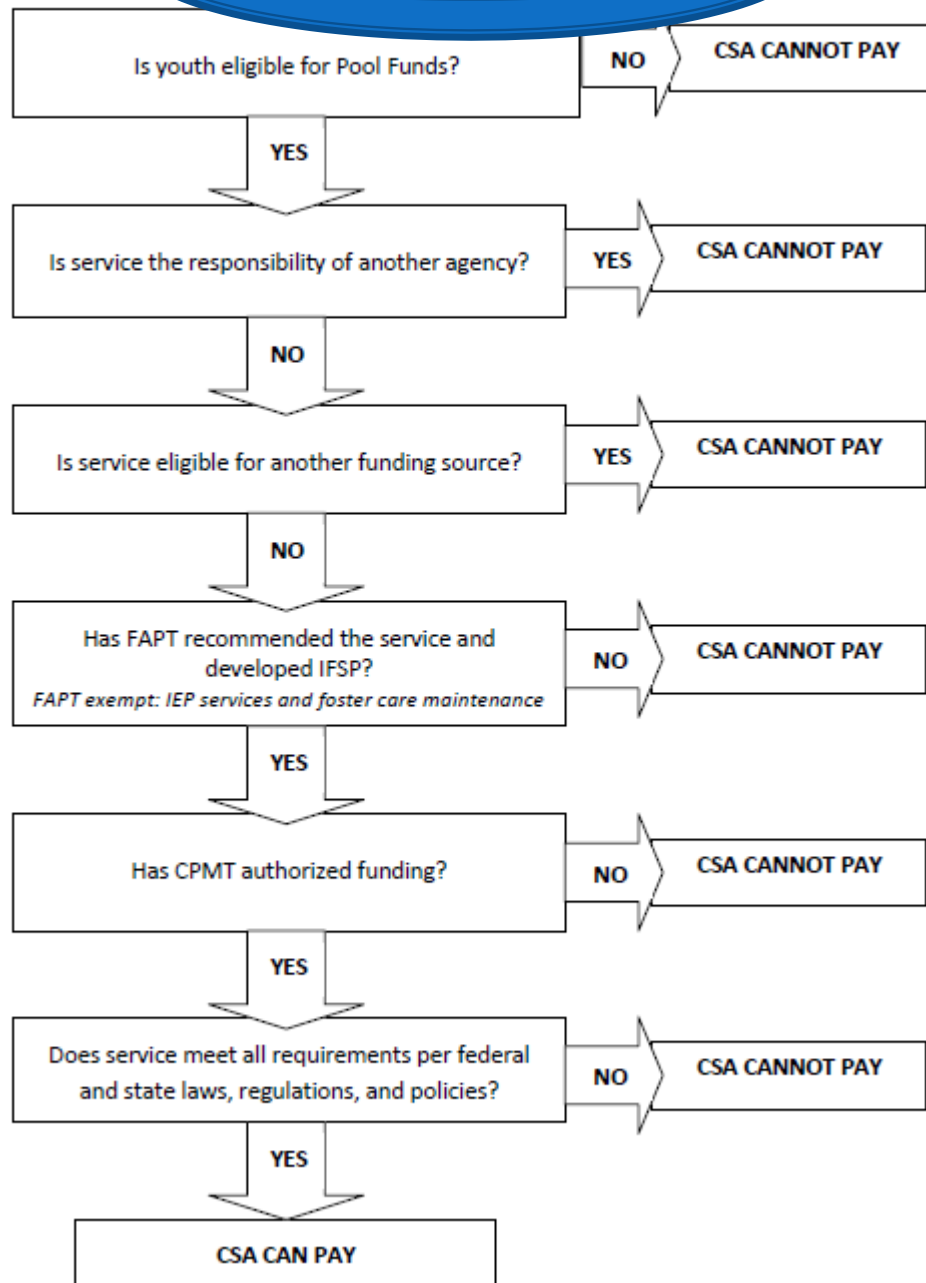 Is youth eligible for Pool Funds?
NO
CSA CANNOT PAY
YES
Is service the responsibility of another agency?
YES
CSA CANNOT PAY
NO
Is service eligible for another funding source?
YES
CSA CANNOT PAY
NO
Has FAPT recommended the service and
developed IFSP?
FAPT exempt: IEP services and foster care maintenance
NO
CSA CANNOT PAY
YES
Has CPMT authorized funding?
NO
CSA CANNOT PAY
YES
Does service meet all requirements per federal
and state laws, regulations, and policies?
NO
CSA CANNOT PAY
YES
CSA CAN PAY